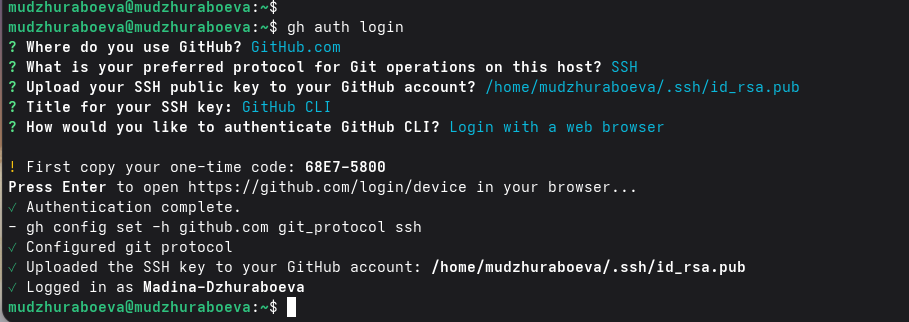 mudzhuraboeva@mudzhuraboeva:~$
mudzhuraboeva@mudzhuraboeva:~$ gh auth login
? Where do you use GitHub? GitHub.com
? What is your preferred protocol for Git operations on this host? SSH
? Upload your SSH public key to your GitHub account? /home/mudzhuraboeva/.ssh/id_rsa.pub
? Title for your SSH key: GitHub CLI
? How would you like to authenticate GitHub CLI? Login with a web browser
! First copy your one-time code: 68E7-5800
Press Enter to open https://github.com/login/device in your browser...
✓ Authentication complete.
- gh config set -h github.com git_protocol ssh
✓ Configured git protocol
✓ Uploaded the SSH key to your GitHub account: /home/mudzhuraboeva/.ssh/id_rsa.pub
✓ Logged in as Madina-Dzhuraboeva
mudzhuraboeva@mudzhuraboeva:~$